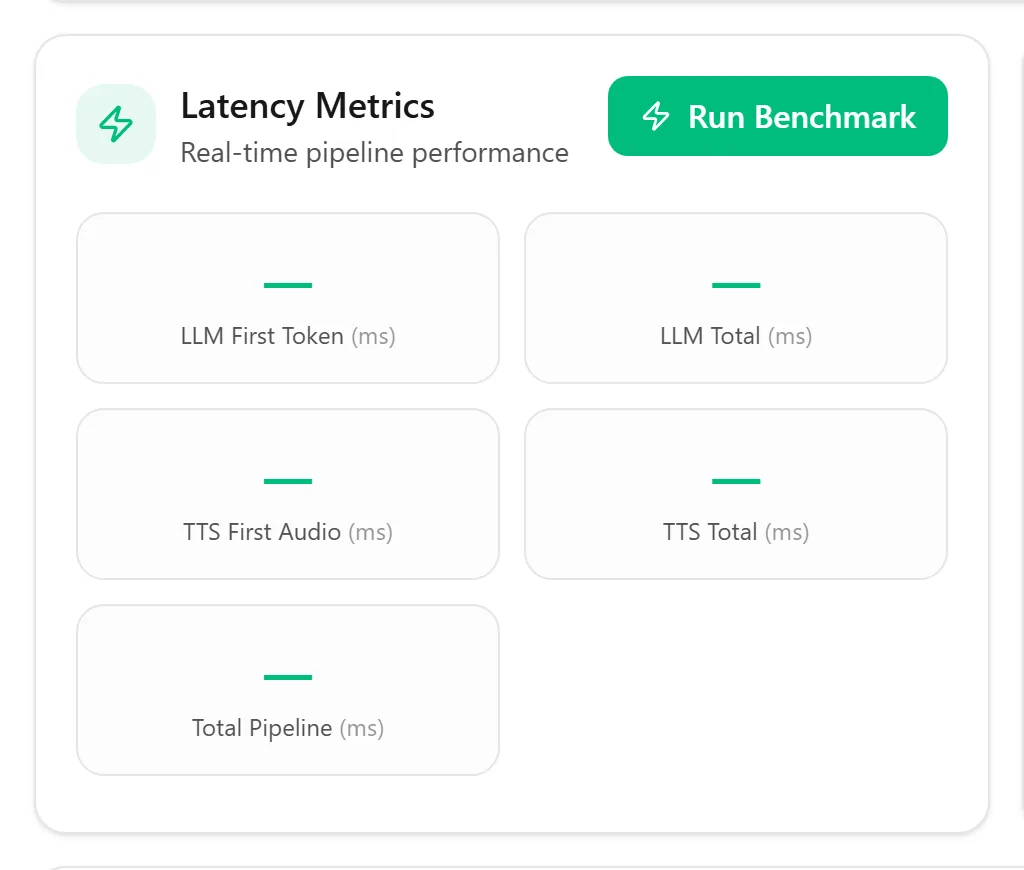 Latency Metrics
Real-time pipeline performance
Run Benchmark
—
LLM First Token (ms)
—
LLM Total (ms)
—
TTS First Audio (ms)
—
TTS Total (ms)
—
Total Pipeline (ms)